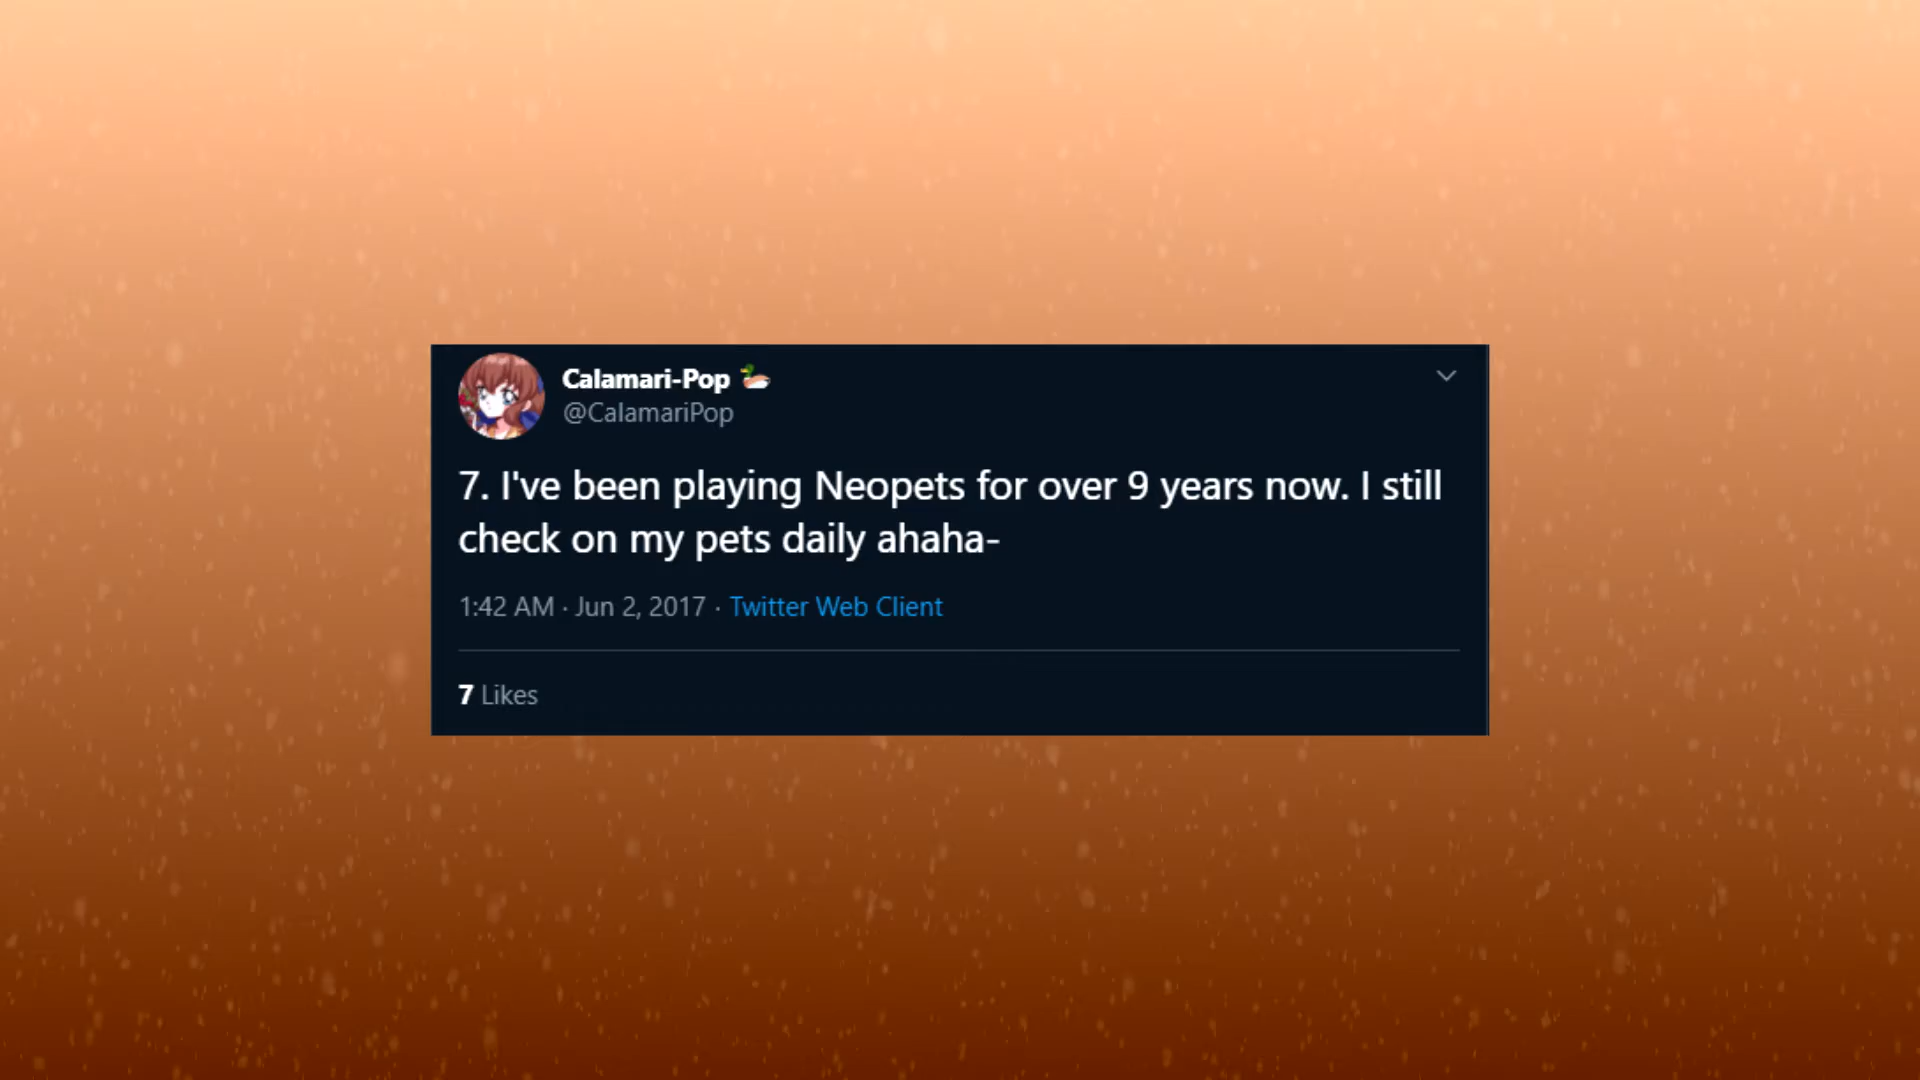 Calamari-Pop 🦆
@CalamariPop
7. I've been playing Neopets for over 9 years now. I still
check on my pets daily ahaha-
1:42 AM · Jun 2, 2017 · Twitter Web Client
7 Likes